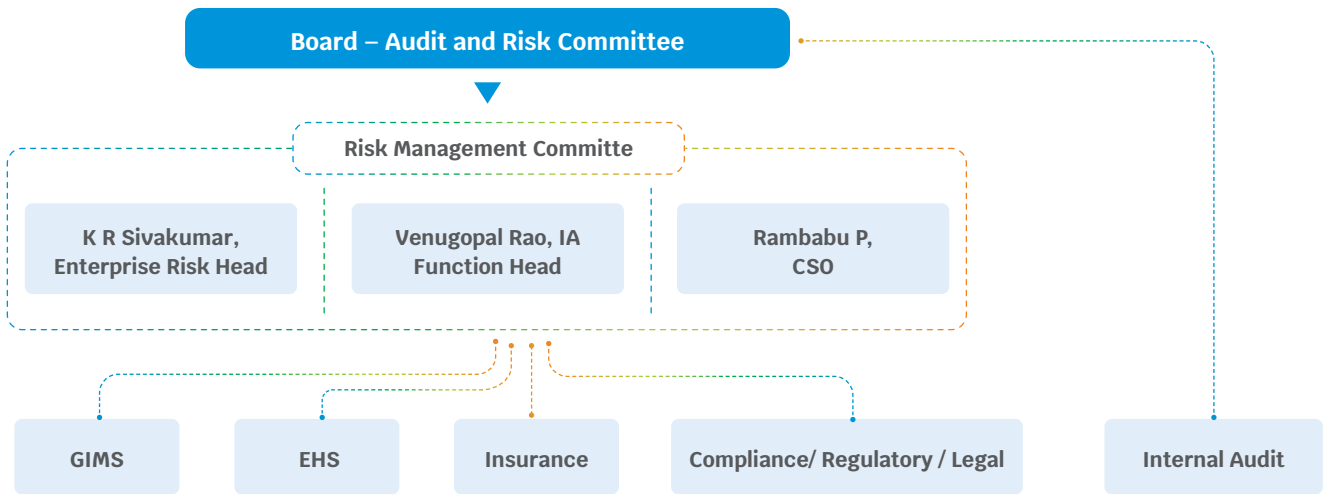 Board – Audit and Risk Committee
Risk Management Committe
K R Sivakumar,
Enterprise Risk Head
Venugopal Rao, IA
Function Head
Rambabu P,
CSO
GIMS
EHS
Insurance
Compliance/ Regulatory / Legal
Internal Audit